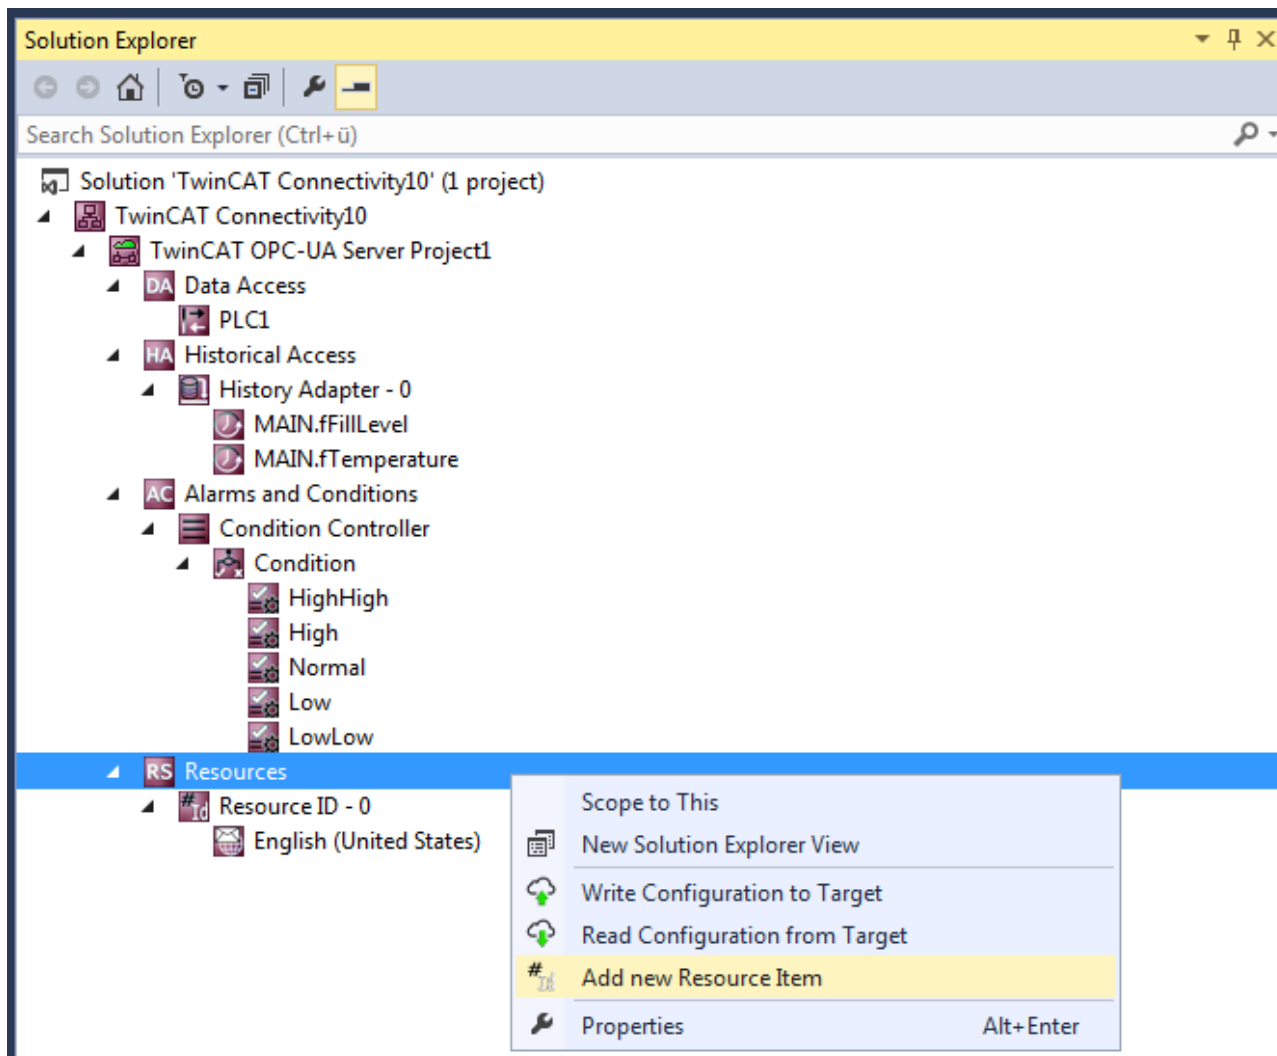 Solution Explorer
Search Solution Explorer (Ctrl+ü)
Solution 'TwinCAT Connectivity10' (1 project)
TwinCAT Connectivity10
TwinCAT OPC-UA Server Project1
DA Data Access
PLC1
HA Historical Access
History Adapter - 0
MAIN.fFillLevel
MAIN.fTemperature
AC Alarms and Conditions
Condition Controller
Condition
HighHigh
High
Normal
Low
LowLow
RS Resources
# Id Resource ID - 0
English (United States)
Scope to This
New Solution Explorer View
Write Configuration to Target
Read Configuration from Target
# Id Add new Resource Item
Properties Alt+Enter